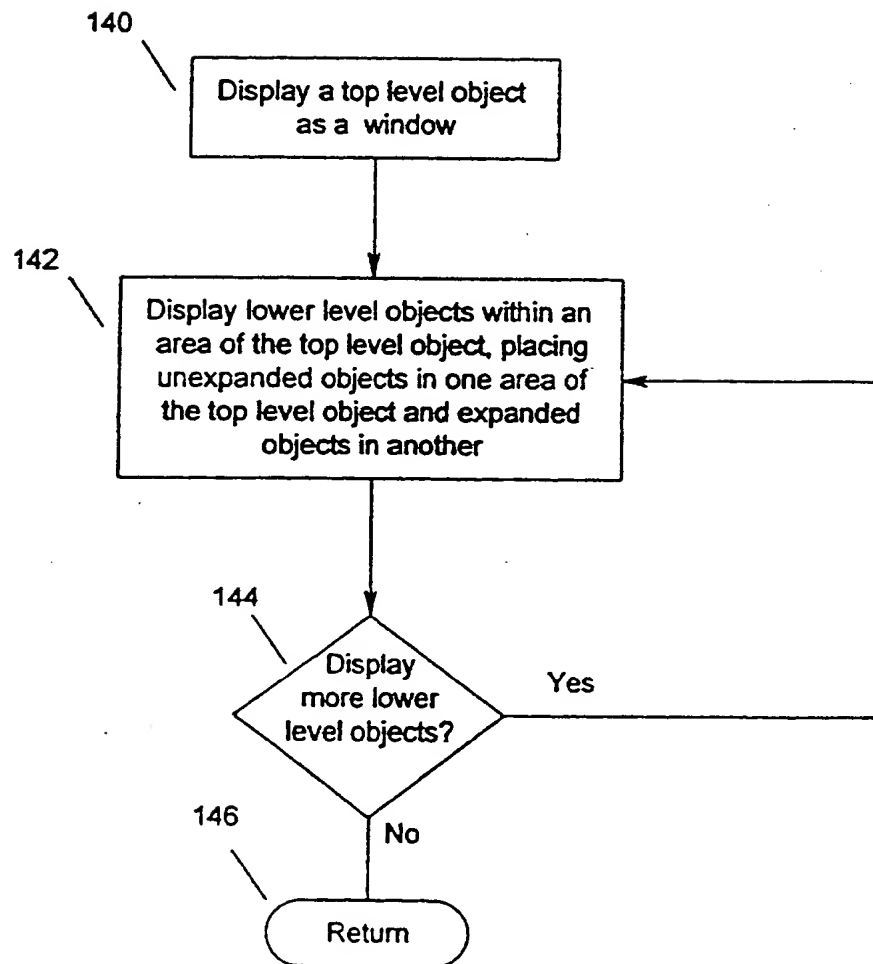 140
Display a top level object
as a window
142
Display lower level objects within an
area of the top level object, placing
unexpanded objects in one area of
the top level object and expanded
objects in another
144
Display
more lower
level objects?
Yes
146
No
Return